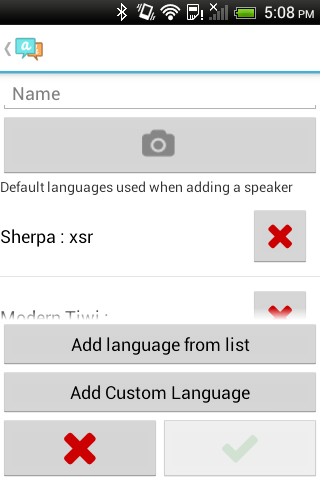 5:08 PM
a
Name
Default languages used when adding a speaker
Sherpa : xsr
Modern Tiwi :
Add language from list
Add Custom Language